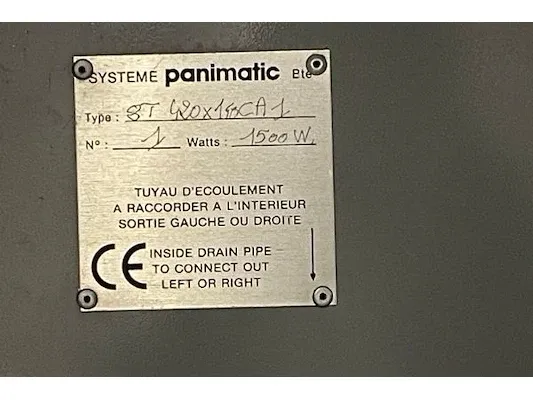 SYSTEME panimatic Bte
Type : ST
N° : 1 Watts : 1500 W
TUYAU D'ECOULEMENT
A RACCORDER A L'INTERIEUR
SORTIE GAUCHE OU DROITE
CE
INSIDE DRAIN PIPE
TO CONNECT OUT
LEFT OR RIGHT